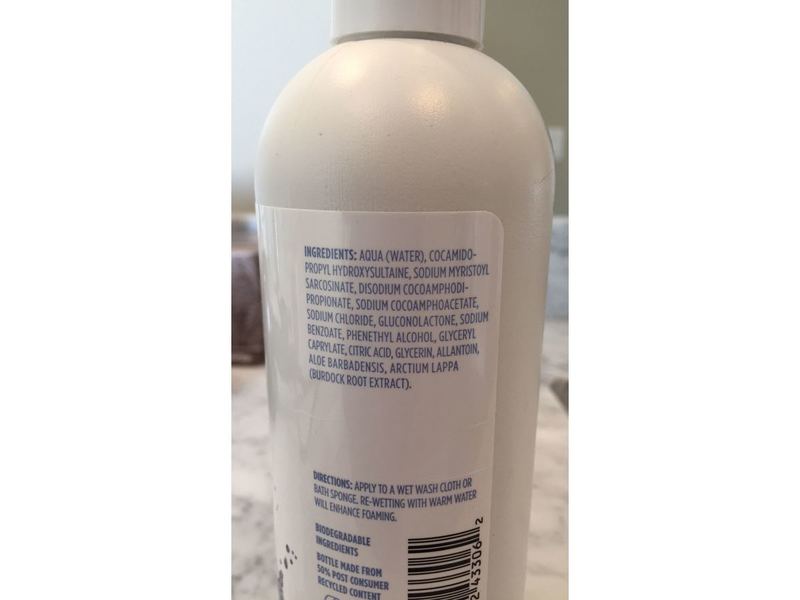 INGREDIENTS: AQUA (WATER), COCAMIDO-
PROPYL HYDROXYSULTAINE, SODIUM MYRISTOYL
SARCOSINATE, DISODIUM COCOAMPHODI-
PROPIONATE, SODIUM COCOAMPHOACETATE,
SODIUM CHLORIDE, GLUCONOLACTONE, SODIUM
BENZOATE, PHENETHYL ALCOHOL, GLYCERYL
CAPRYLATE, CITRIC ACID, GLYCERIN, ALLANTOIN,
ALOE BARBADENSIS, ARCTIUM LAPPA
(BURDOCK ROOT EXTRACT).
DIRECTIONS: APPLY TO A WET WASH CLOTH OR
BATH SPONGE. RE-WETTING WITH WARM WATER
WILL ENHANCE FOAMING.
BIODEGRADABLE
INGREDIENTS
BOTTLE MADE FROM
50% POST CONSUMER
RECYCLED CONTENT
2 43306 2